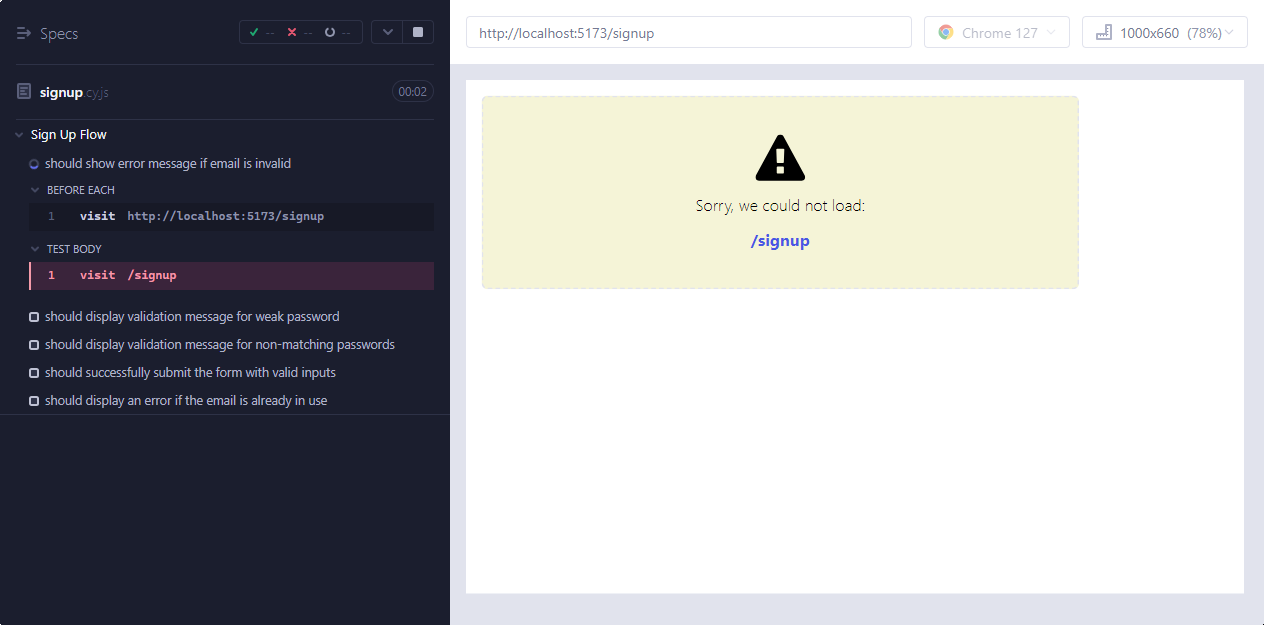 Specs
-- -- --
signup.cy.js 00:02
Sign Up Flow
should show error message if email is invalid
BEFORE EACH
1 visit http://localhost:5173/signup
TEST BODY
1 visit /signup
should display validation message for weak password
should display validation message for non-matching passwords
should successfully submit the form with valid inputs
should display an error if the email is already in use
http://localhost:5173/signup
Chrome 127
1000x660 (78%)
Sorry, we could not load:
/signup